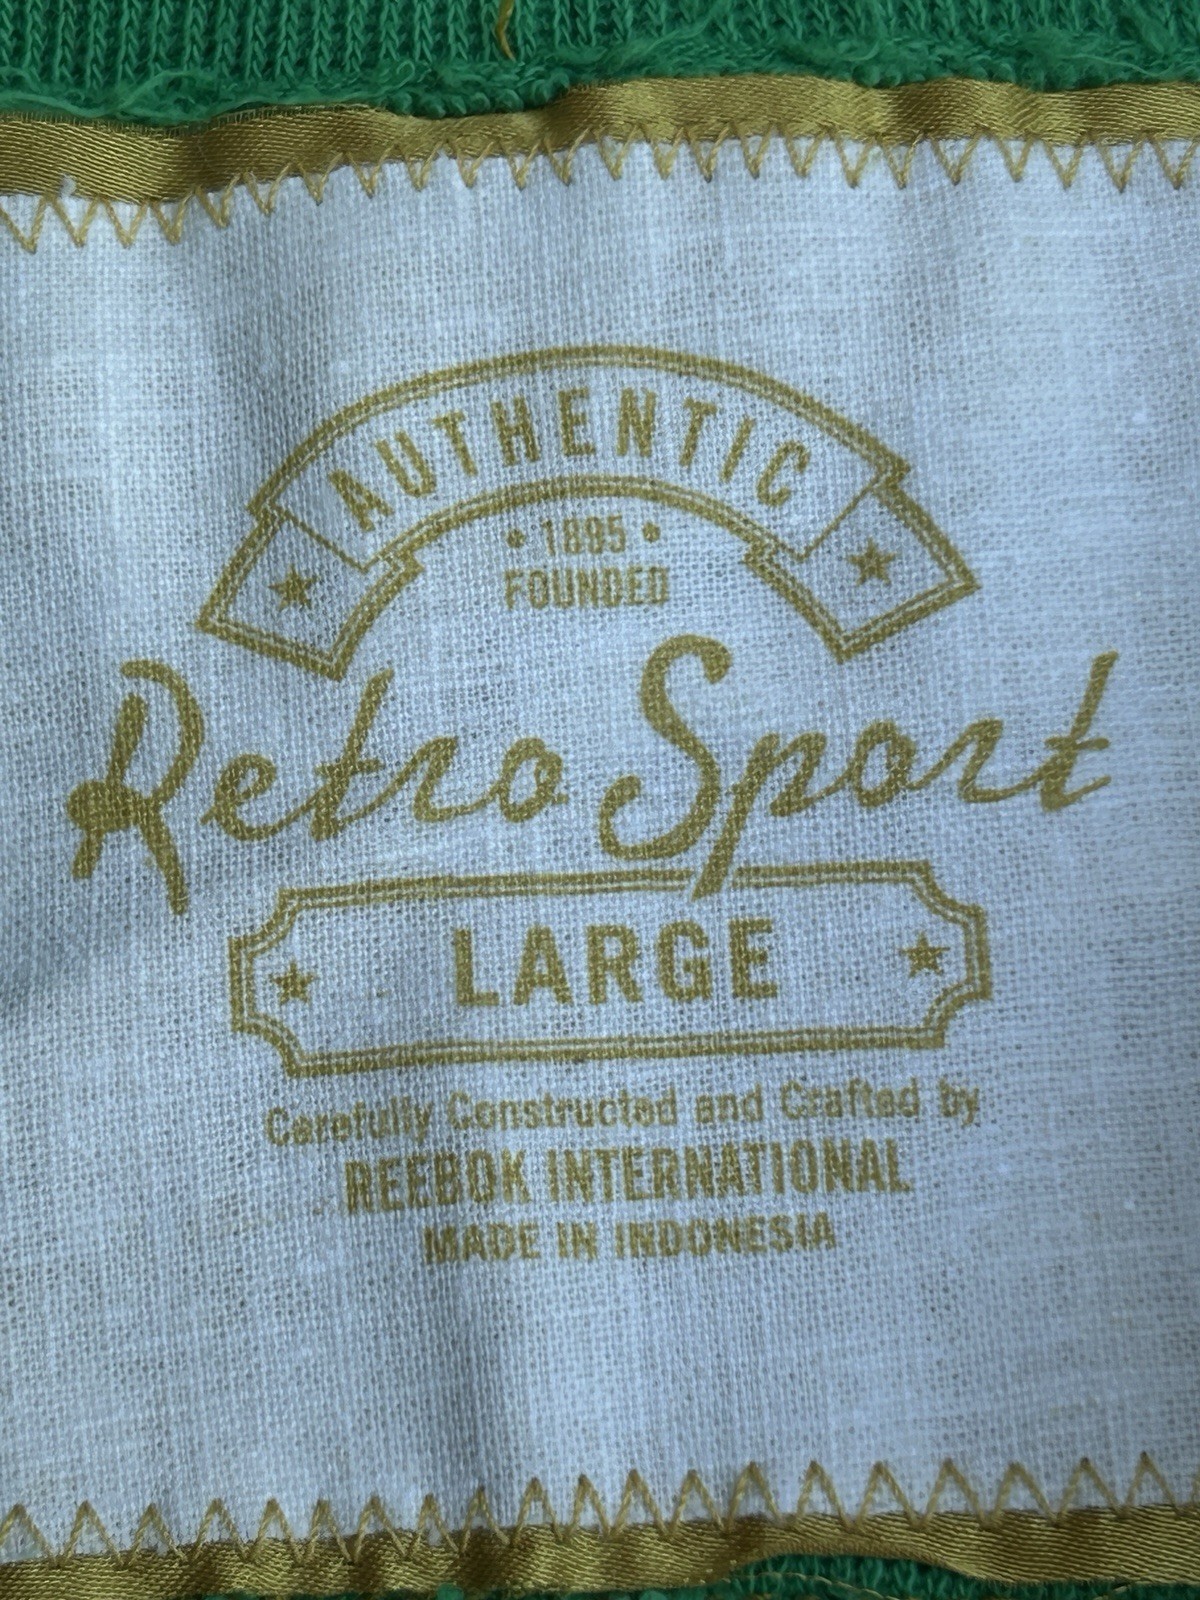 AUTHENTIC
• 1895 •
FOUNDED
Retro Sport
LARGE
Carefully Constructed and Crafted by
REEBOK INTERNATIONAL
MADE IN INDONESIA